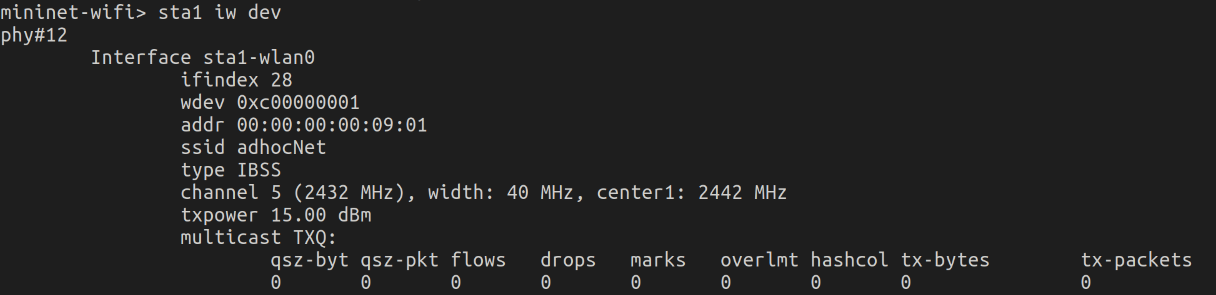 mininet-wifi> sta1 iw dev
phy#12
Interface sta1-wlan0
ifindex 28
wdev 0xc00000001
addr 00:00:00:00:09:01
ssid adhocNet
type IBSS
channel 5 (2432 MHz), width: 40 MHz, center1: 2442 MHz
txpower 15.00 dBm
multicast TXQ:
qsz-byt qsz-pkt flows drops marks overlmt hashcol tx-bytes tx-packets
0 0 0 0 0 0 0 0 0